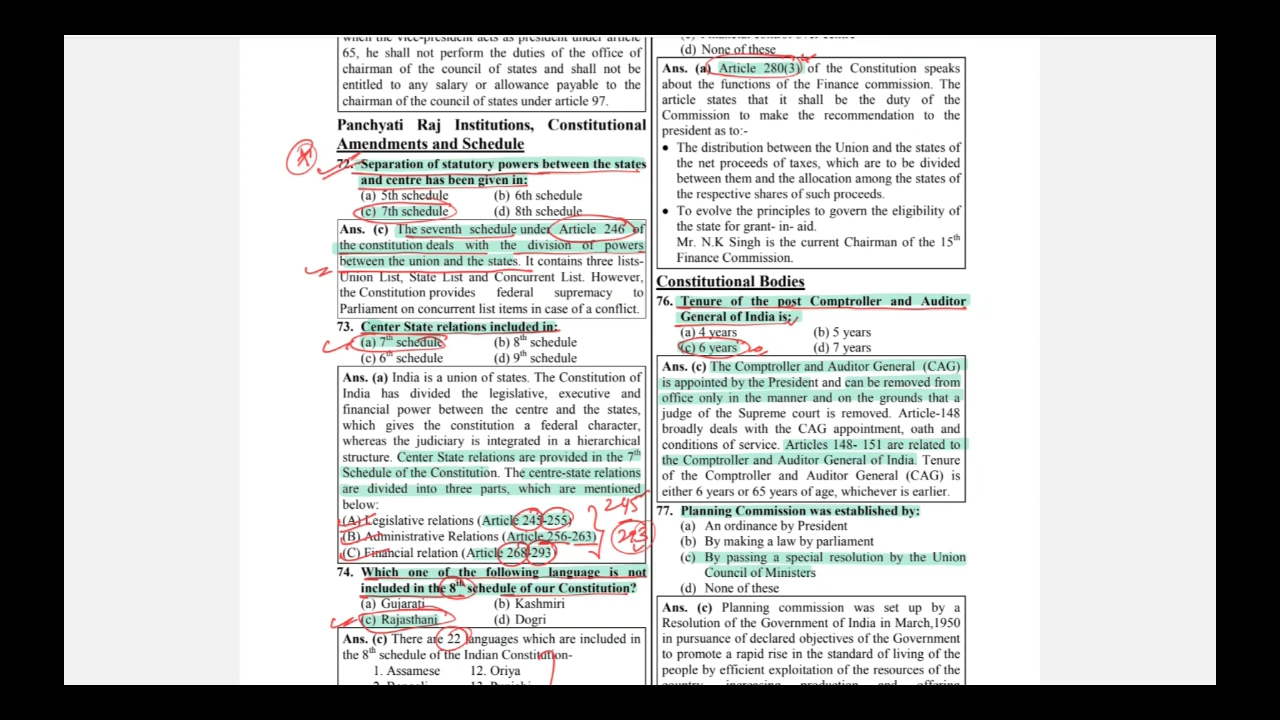 when the vice-president acts as president under article
65, he shall not perform the duties of the office of
chairman of the council of states and shall not be
entitled to any salary or allowance payable to the
chairman of the council of states under article 97.
Panchyati Raj Institutions, Constitutional
Amendments and Schedule
72. Separation of statutory powers between the states
and centre has been given in:
(a) 5th schedule (b) 6th schedule
(c) 7th schedule (d) 8th schedule
Ans. (c) The seventh schedule under Article 246 of
the constitution deals with the division of powers
between the union and the states. It contains three lists-
Union List, State List and Concurrent List. However,
the Constitution provides federal supremacy to
Parliament on concurrent list items in case of a conflict.
73. Center State relations included in:
(a) 7th schedule (b) 8th schedule
(c) 6th schedule (d) 9th schedule
Ans. (a) India is a union of states. The Constitution of
India has divided the legislative, executive and
financial power between the centre and the states,
which gives the constitution a federal character,
whereas the judiciary is integrated in a hierarchical
structure. Center State relations are provided in the 7th
Schedule of the Constitution. The centre-state relations
are divided into three parts, which are mentioned
below:
(A) Legislative relations (Article 245-255)
(B) Administrative Relations (Article 256-263)
(C) Financial relation (Article 268-293)
245
293
74. Which one of the following language is not
included in the 8th schedule of our Constitution?
(a) Gujarati (b) Kashmiri
(c) Rajasthani (d) Dogri
Ans. (c) There are 22 languages which are included in
the 8th schedule of the Indian Constitution-
1. Assamese 12. Oriya
2. Bengali 13. Punjabi
(d) None of these
Ans. (a) Article 280(3) of the Constitution speaks
about the functions of the Finance commission. The
article states that it shall be the duty of the
Commission to make the recommendation to the
president as to:-
• The distribution between the Union and the states of
the net proceeds of taxes, which are to be divided
between them and the allocation among the states of
the respective shares of such proceeds.
• To evolve the principles to govern the eligibility of
the state for grant- in- aid.
Mr. N.K Singh is the current Chairman of the 15th
Finance Commission.
Constitutional Bodies
76. Tenure of the post Comptroller and Auditor
General of India is;
(a) 4 years (b) 5 years
(c) 6 years (d) 7 years
Ans. (c) The Comptroller and Auditor General (CAG)
is appointed by the President and can be removed from
office only in the manner and on the grounds that a
judge of the Supreme court is removed. Article-148
broadly deals with the CAG appointment, oath and
conditions of service. Articles 148- 151 are related to
the Comptroller and Auditor General of India. Tenure
of the Comptroller and Auditor General (CAG) is
either 6 years or 65 years of age, whichever is earlier.
77. Planning Commission was established by:
(a) An ordinance by President
(b) By making a law by parliament
(c) By passing a special resolution by the Union
Council of Ministers
(d) None of these
Ans. (c) Planning commission was set up by a
Resolution of the Government of India in March,1950
in pursuance of declared objectives of the Government
to promote a rapid rise in the standard of living of the
people by efficient exploitation of the resources of the
country, increasing production and offering